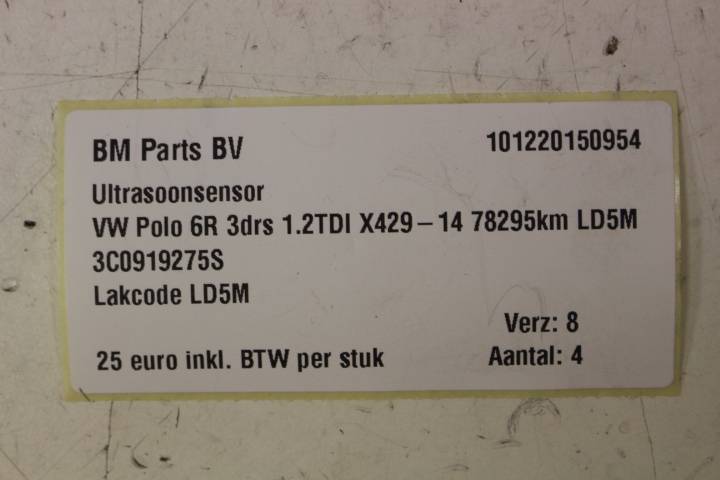 BM Parts BV 101220150954
Ultrasoonsensor
VW Polo 6R 3drs 1.2TDI X429-14 78295km LD5M
3C0919275S
Lakcode LD5M
Verz: 8
25 euro inkl. BTW per stuk Aantal: 4